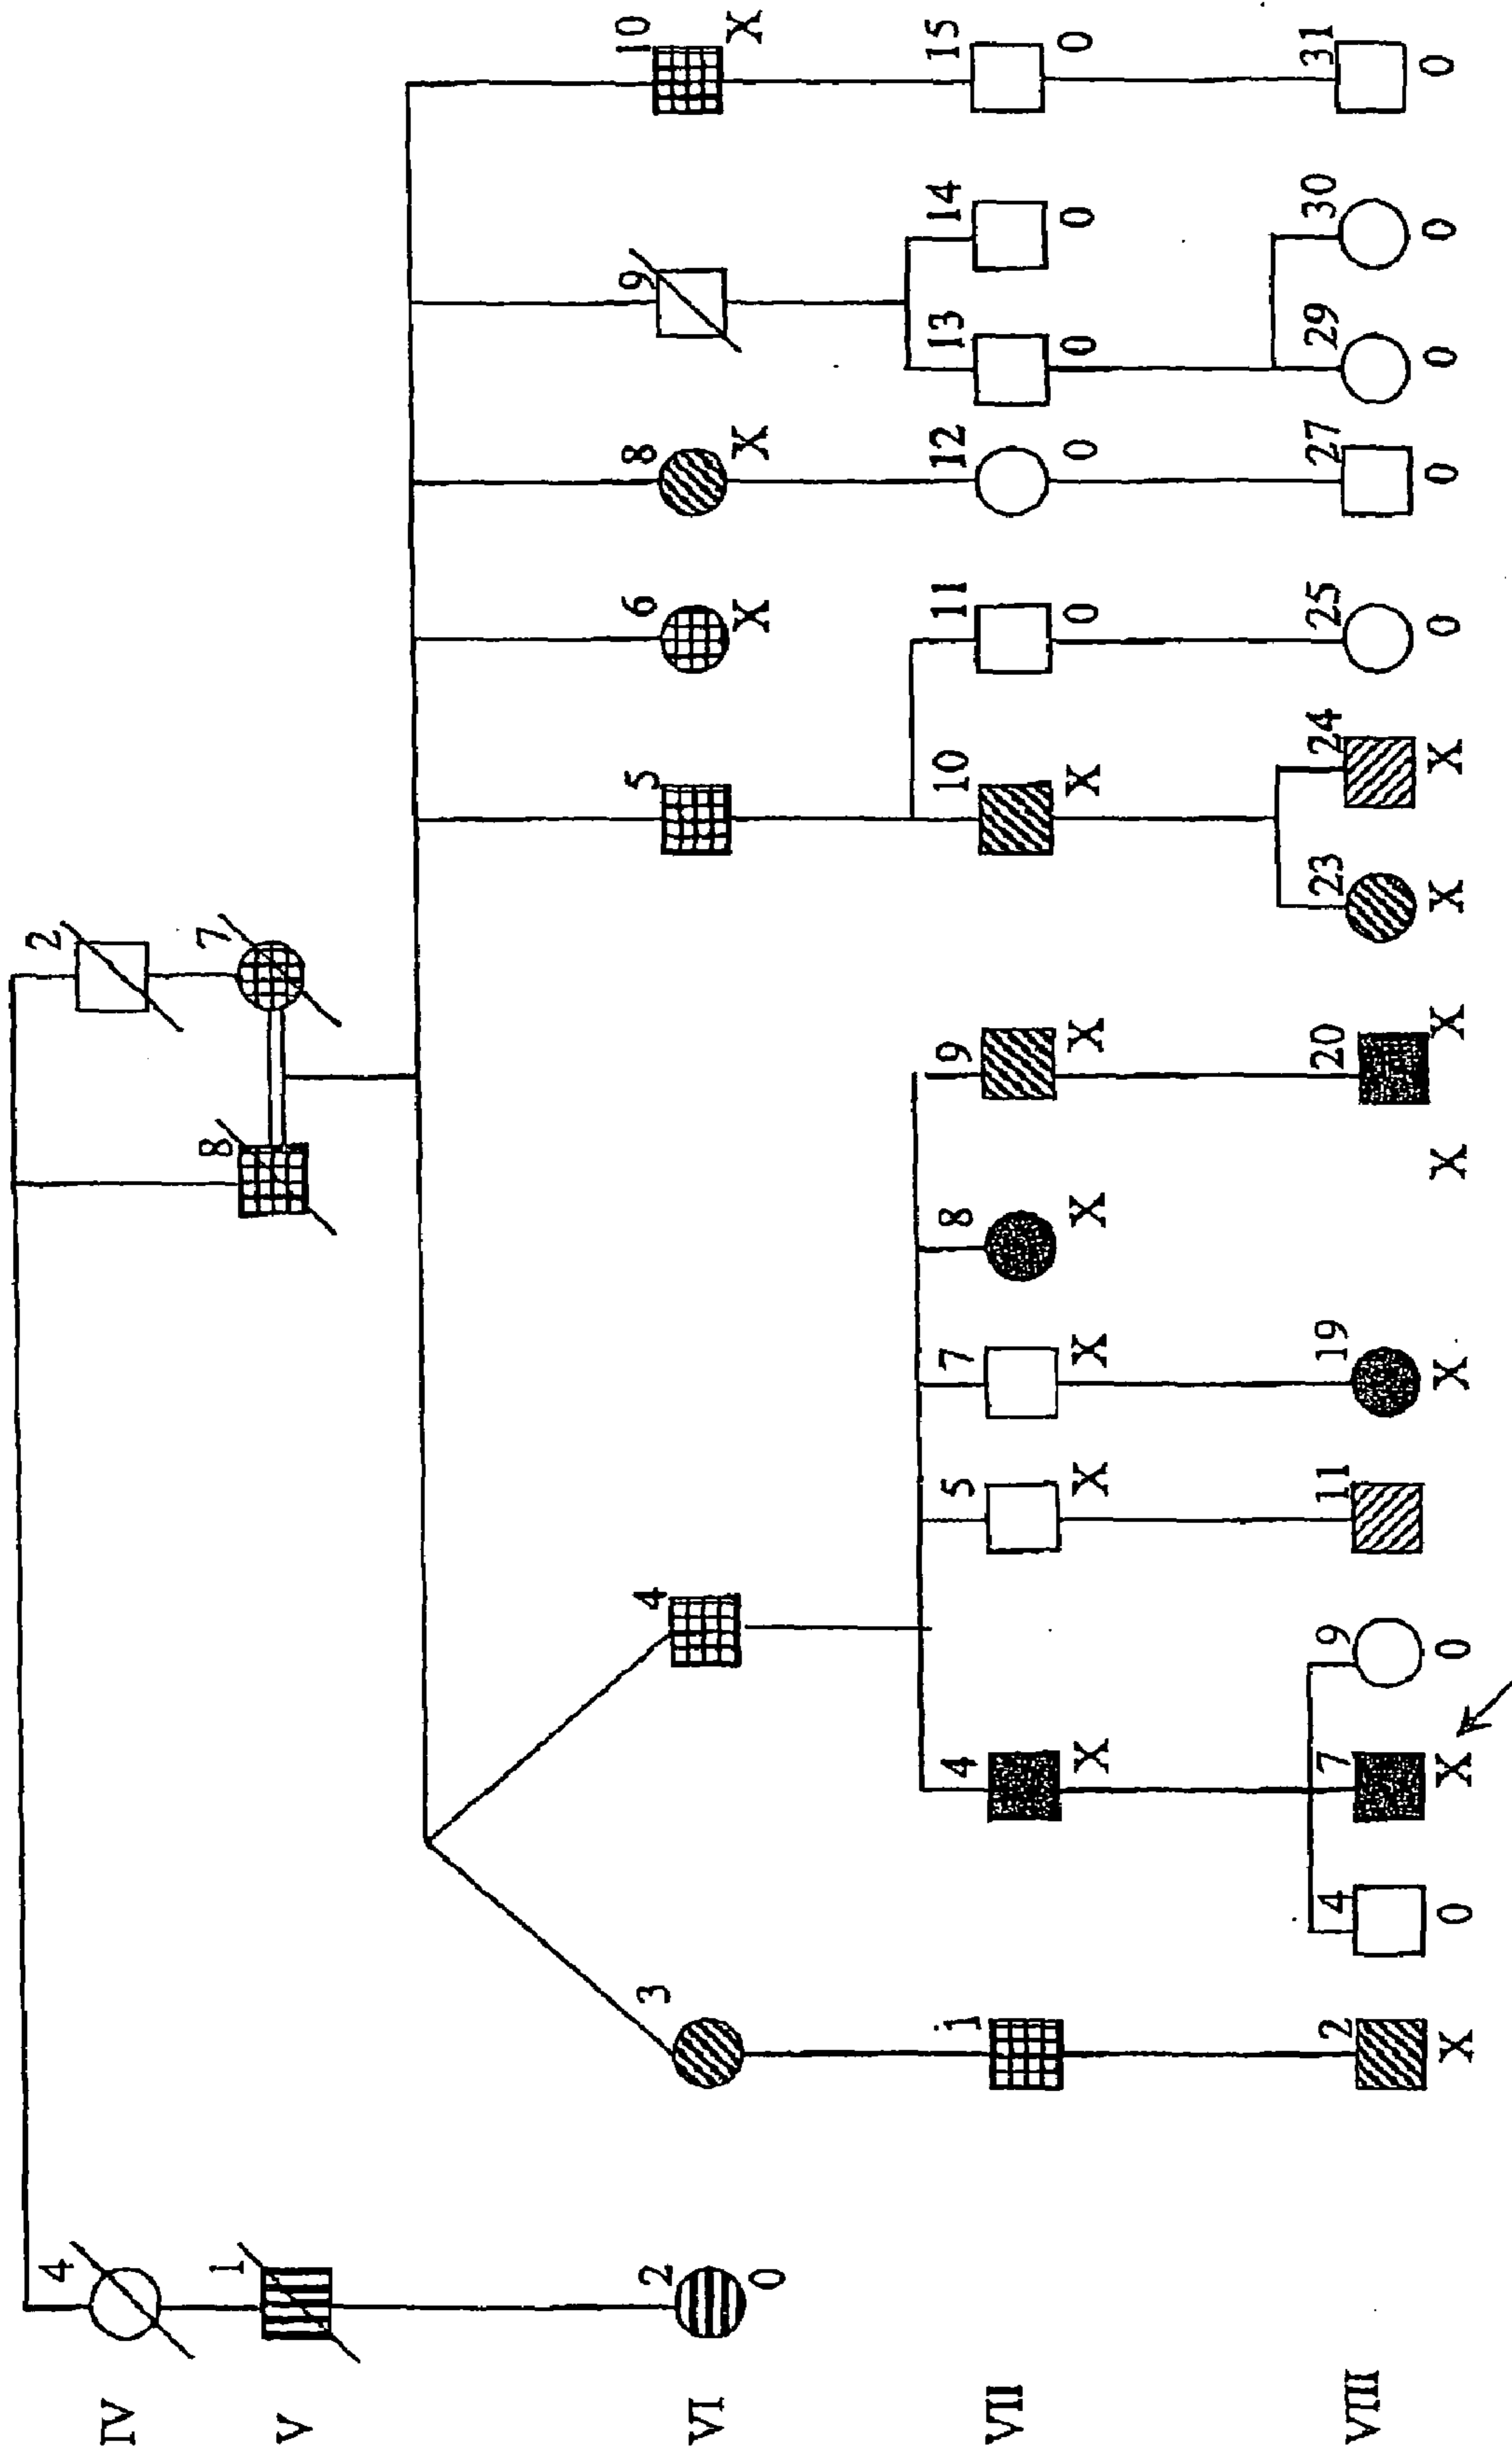 4 2
IV
1 8 7
V
2 3 4 5 6 8 9 10
VI
0 X X X
1 4 5 7 8 9 10 11 12 13 14 15
VII
X X X X X X 0 0 0 0 0
2 4 7 9 11 19 20 23 24 25 27 29 30 31
VIII
X 0 X 0 X X X X X 0 0 0 0 0